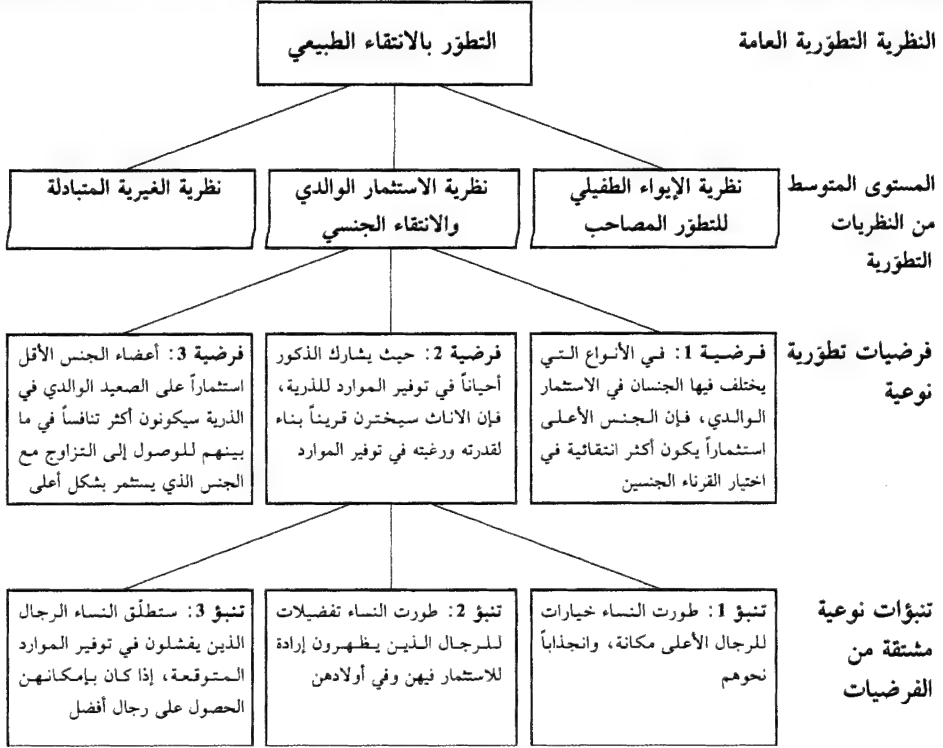 النظرية التطوّرية العامة
التطوّر بالانتقاء الطبيعي
المستوى المتوسط
من النظريات
التطوّرية
نظرية الإيواء الطفيلي
للتطوّر المصاحب
نظرية الاستثمار الوالدي
والانتقاء الجنسي
نظرية الغيرية المتبادلة
فرضيات تطوّرية
نوعية
فرضية 1: في الأنواع التي
يختلف فيها الجنسان في الاستثمار
الوالدي، فإن الجنس الأعلى
استثماراً يكون أكثر انتقائية في
اختيار القرناء الجنسين
فرضية 2: حيث يشارك الذكور
أحياناً في توفير الموارد للذرية،
فإن الاناث سيخترن قريناً بناء
لقدرته ورغبته في توفير الموارد
فرضية 3: أعضاء الجنس الأقل
استثماراً على الصعيد الوالدي في
الذرية سيكونون أكثر تنافساً في ما
بينهم للوصول إلى التزاوج مع
الجنس الذي يستثمر بشكل أعلى
تنبؤات نوعية
مشتقة من
الفرضيات
تنبؤ 1: طورت النساء خيارات
للرجال الأعلى مكانة، وانجذاباً
نحوهم
تنبؤ 2: طورت النساء تفضيلات
للرجال الذين يظهرون إرادة
للاستثمار فيهن وفي أولادهن
تنبؤ 3: ستطلّق النساء الرجال
الذين يفشلون في توفير الموارد
المتوقعة، إذا كان بإمكانهن
الحصول على رجال أفضل